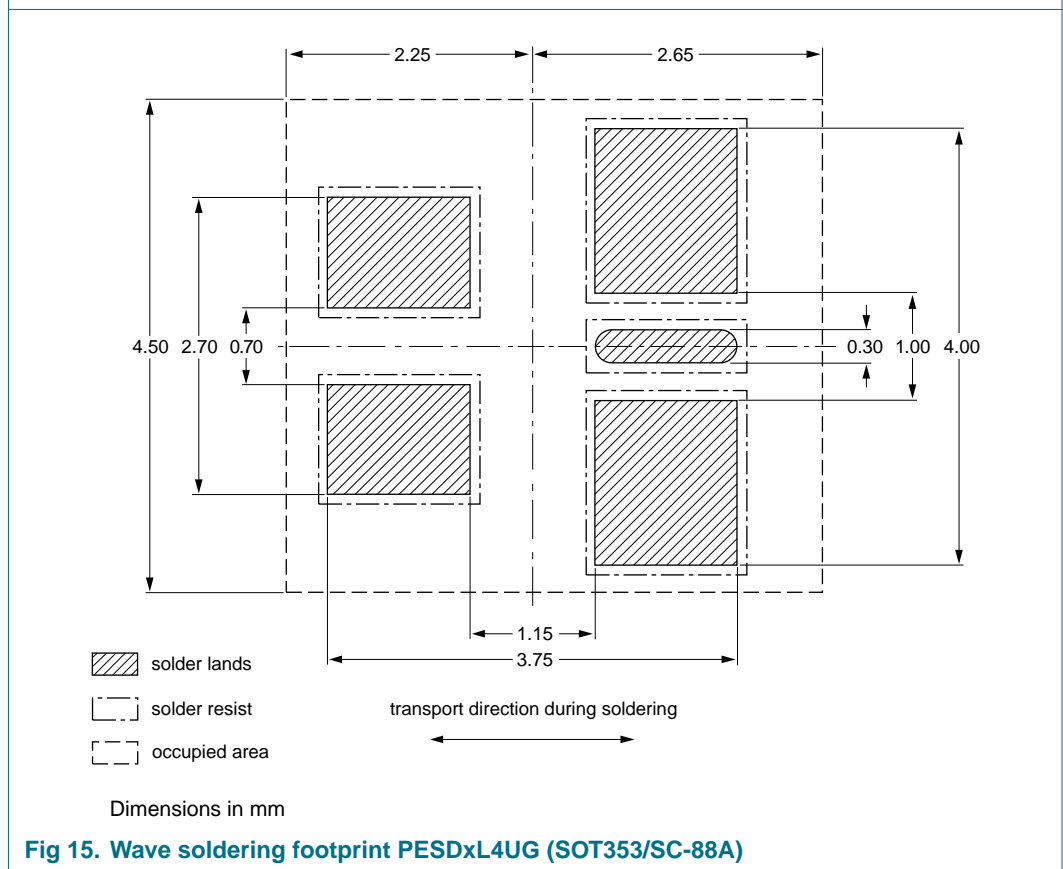 2.25 2.65
4.50 2.70 0.70 0.30 1.00 4.00
1.15
3.75
solder lands
solder resist
occupied area
transport direction during soldering
Dimensions in mm
Fig 15. Wave soldering footprint PESDxL4UG (SOT353/SC-88A)